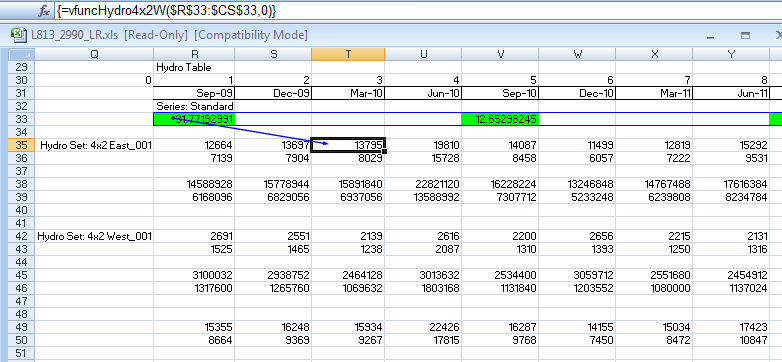 fx {=vfuncHydro4x2W($R$33:$CS$33,0)}
L813_2990_LR.xls [Read-Only] [Compatibility Mode]
Q R S T U V W X Y
29 Hydro Table
30 0 1 2 3 4 5 6 7 8
31 Sep-09 Dec-09 Mar-10 Jun-10 Sep-10 Dec-10 Mar-11 Jun-11
32 Series: Standard
33 31.77192991 12.65298245
34
35 Hydro Set: 4x2 East_001 12664 13697 13795 19810 14087 11499 12819 15292
36 7139 7904 8029 15728 8458 6057 7222 9531
37
38 14588928 15778944 15891840 22821120 16228224 13246848 14767488 17616384
39 6168096 6829056 6937056 13588992 7307712 5233248 6239808 8234784
40
41
42 Hydro Set: 4x2 West_001 2691 2551 2139 2616 2200 2656 2215 2131
43 1525 1465 1238 2087 1310 1393 1250 1316
44
45 3100032 2938752 2464128 3013632 2534400 3059712 2551680 2454912
46 1317600 1265760 1069632 1803168 1131840 1203552 1080000 1137024
47
48
49 15355 16248 15934 22426 16287 14155 15034 17423
50 8664 9369 9267 17815 9768 7450 8472 10847
51